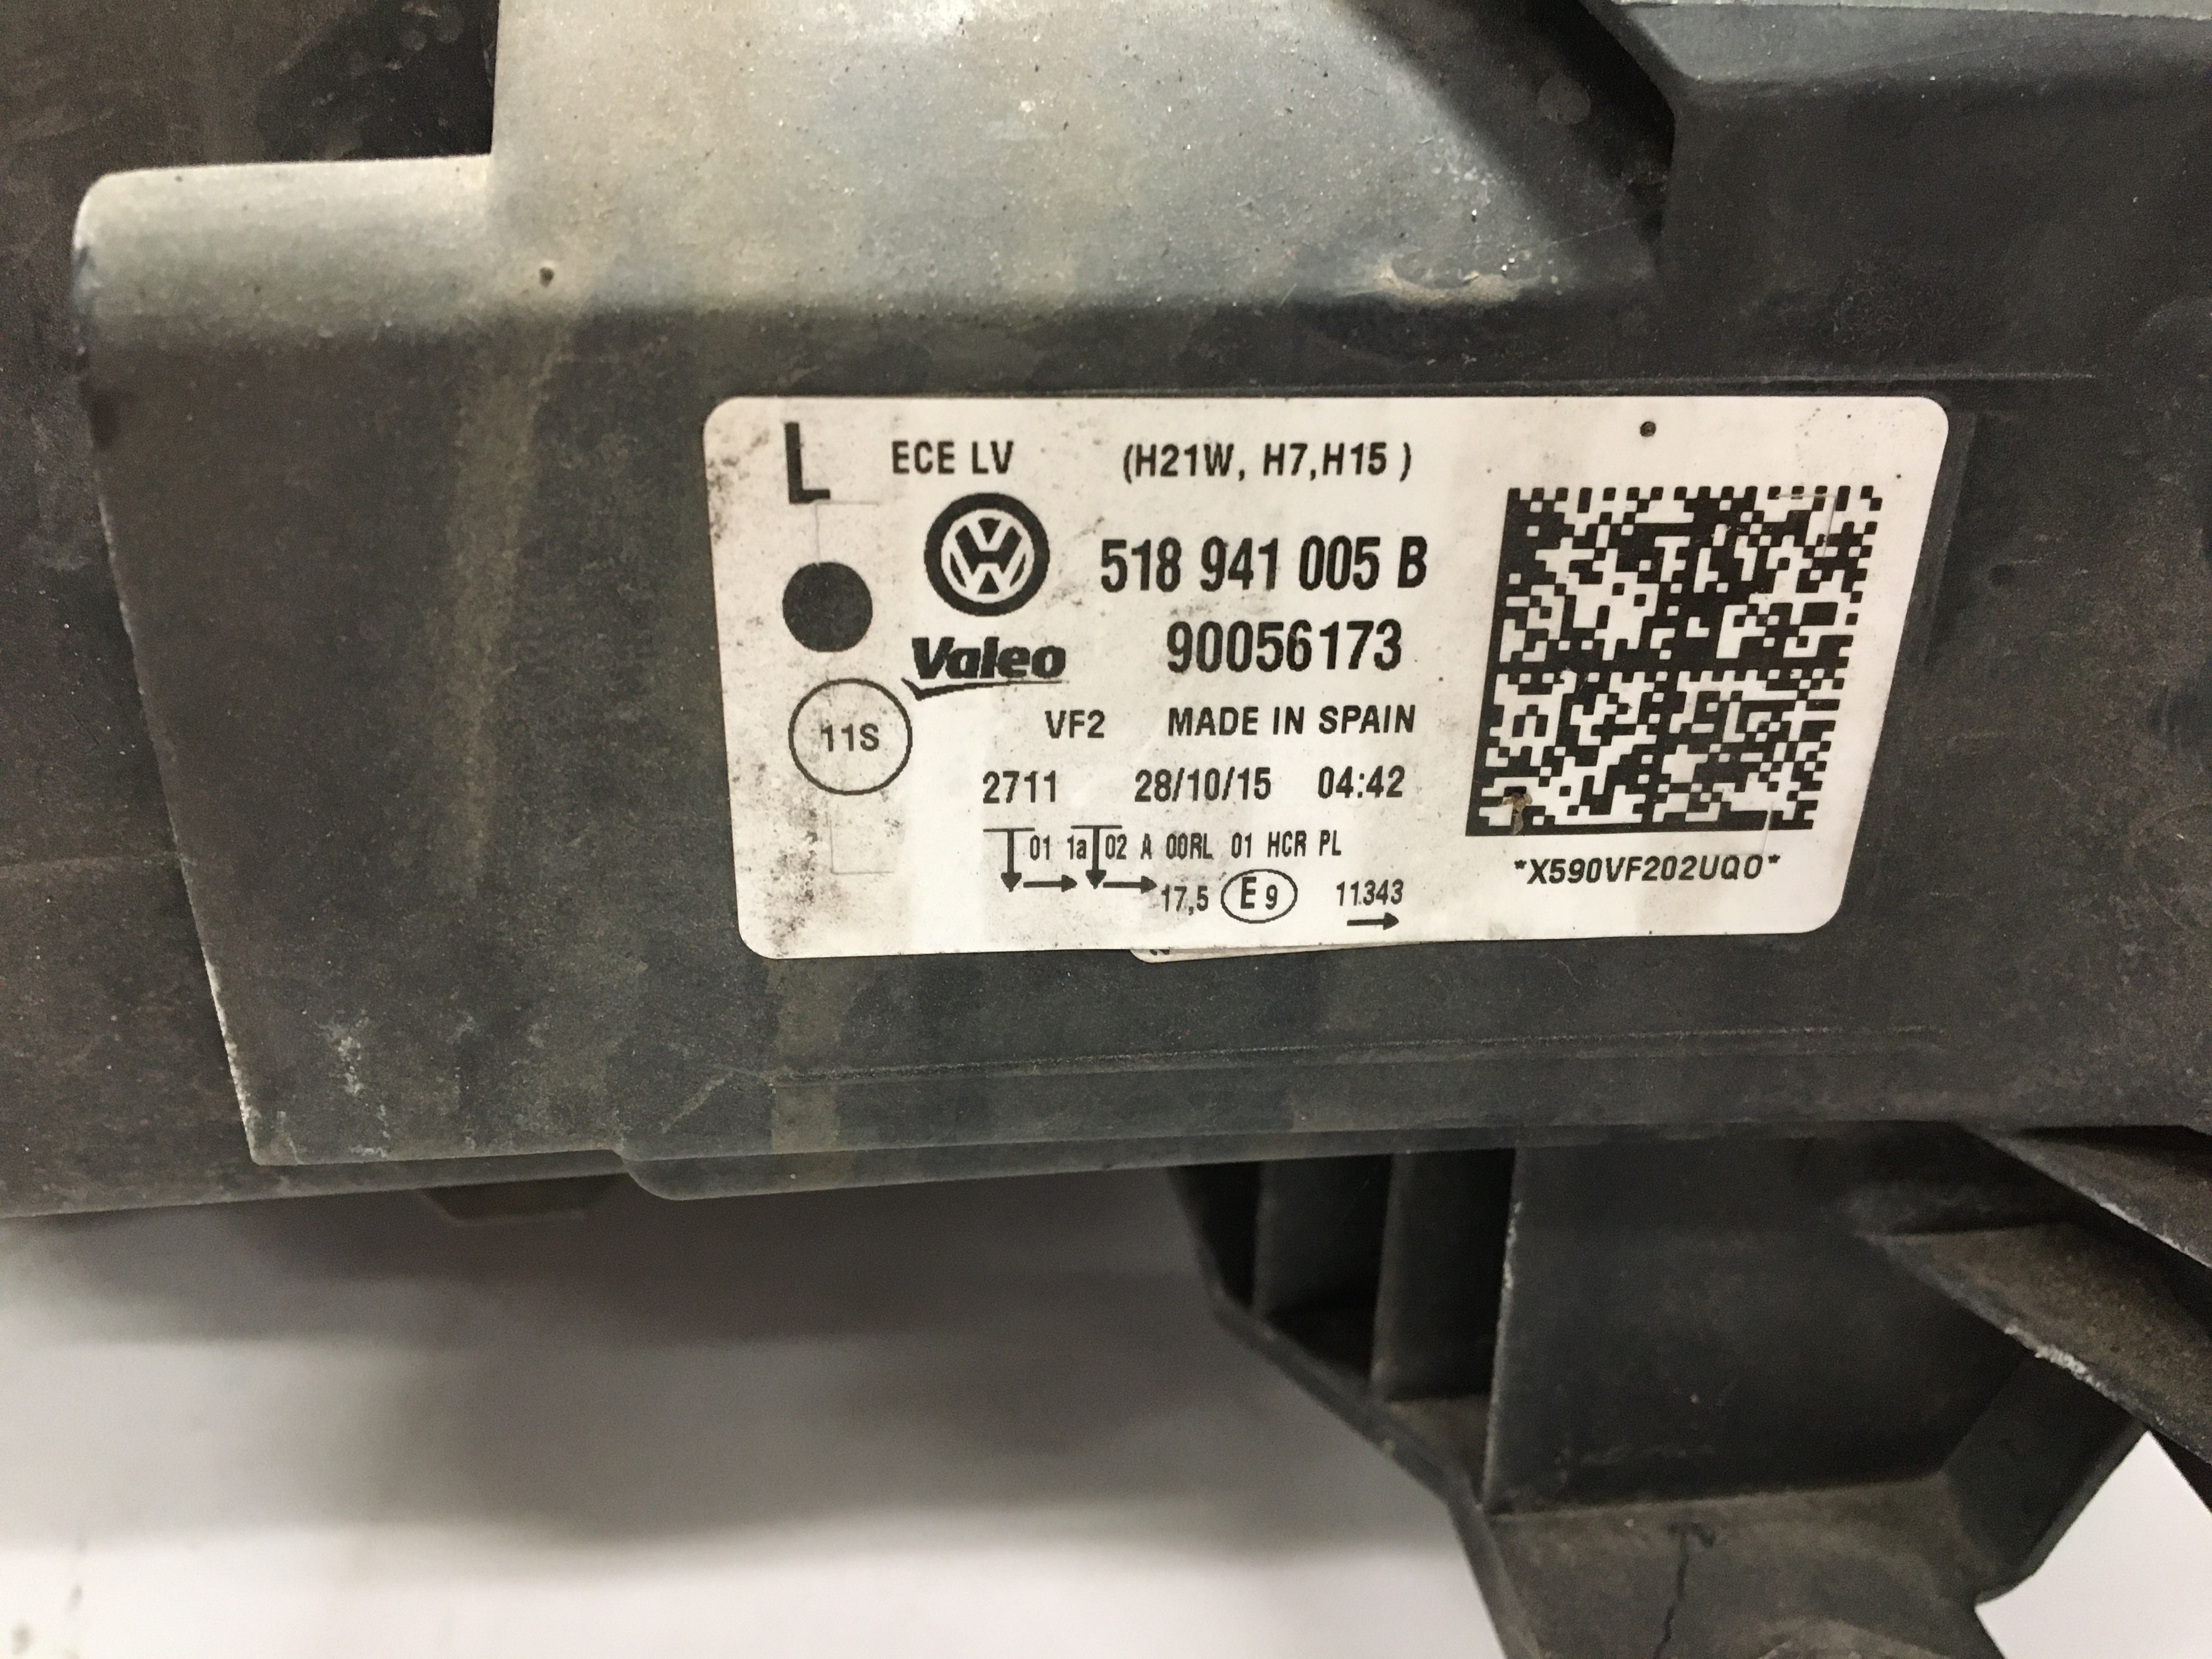 L ECE LV (H21W, H7,H15 )
518 941 005 B
Valeo 90056173
11S VF2 MADE IN SPAIN
2711 28/10/15 04:42
01 1a 02 A 00RL 01 HCR PL
17,5 E9 11343
*X590VF202UQ0*